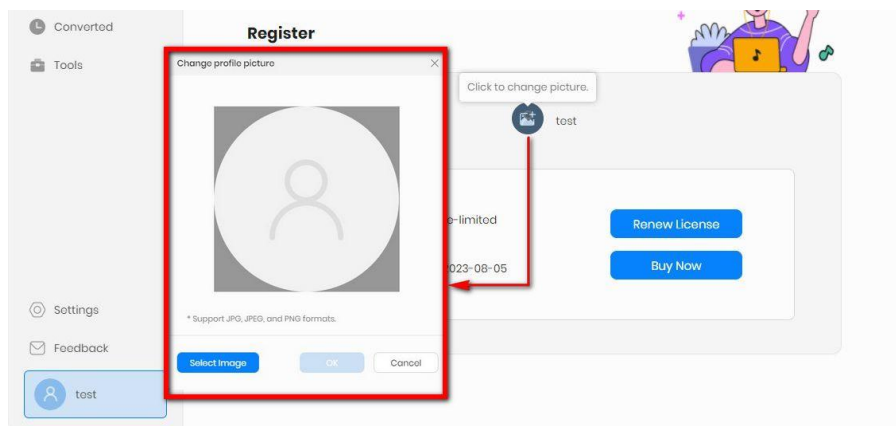 Converted
Tools
Register
Change profile picture
Click to change picture.
test
e-limited
Renew License
2023-08-05
Buy Now
* Support JPG, JPEG, and PNG formats.
Settings
Feedback
Select Image
OK
Cancel
test